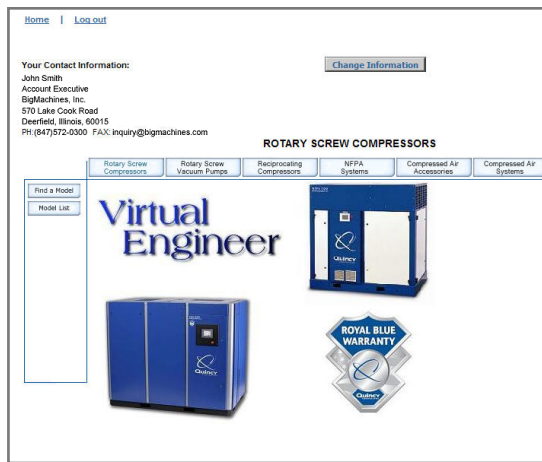 Home | Log out
Your Contact Information:
Change Information
John Smith
Account Executive
BigMachines, Inc.
570 Lake Cook Road
Deerfield, Illinois, 60015
PH:(847)572-0300 FAX: inquiry@bigmachines.com
ROTARY SCREW COMPRESSORS
Rotary Screw
Compressors
Rotary Screw
Vacuum Pumps
Reciprocating
Compressors
NFPA
Systems
Compressed Air
Accessories
Compressed Air
Systems
Find a Model
Model List
Virtual
Engineer
QUINCY
QUINCY
ROYAL BLUE
WARRANTY
QUINCY